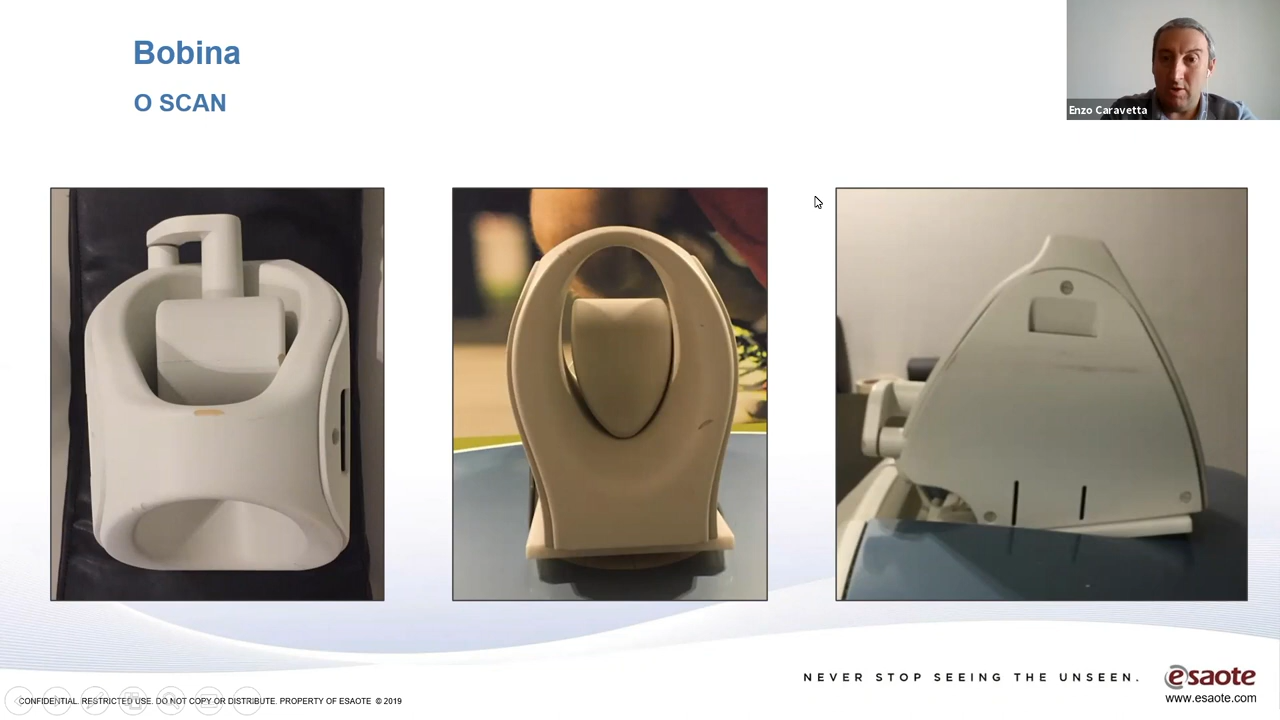 Bobina
O SCAN
Enzo Caravetta
NEVER STOP SEEING THE UNSEEN.
esaote
www.esaote.com
CONFIDENTIAL. RESTRICTED USE. DO NOT COPY OR DISTRIBUTE. PROPERTY OF ESAOTE © 2019